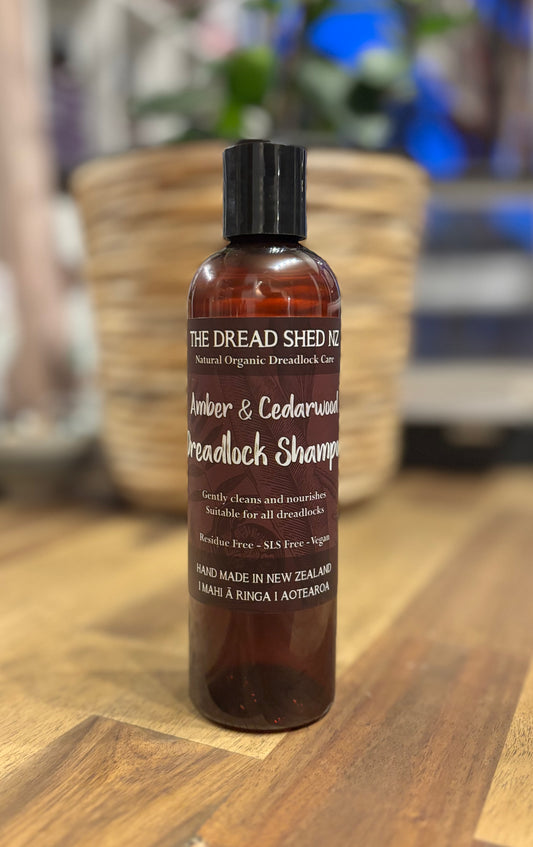 THE DREAD SHED NZ
Natural Organic Dreadlock Care
Amber & Cedarwood
Dreadlock Shampoo
Gently cleans and nourishes
Suitable for all dreadlocks
Residue Free - SLS Free - Vegan
HAND MADE IN NEW ZEALAND
I MAHI Ā RINGA I AOTEAROA